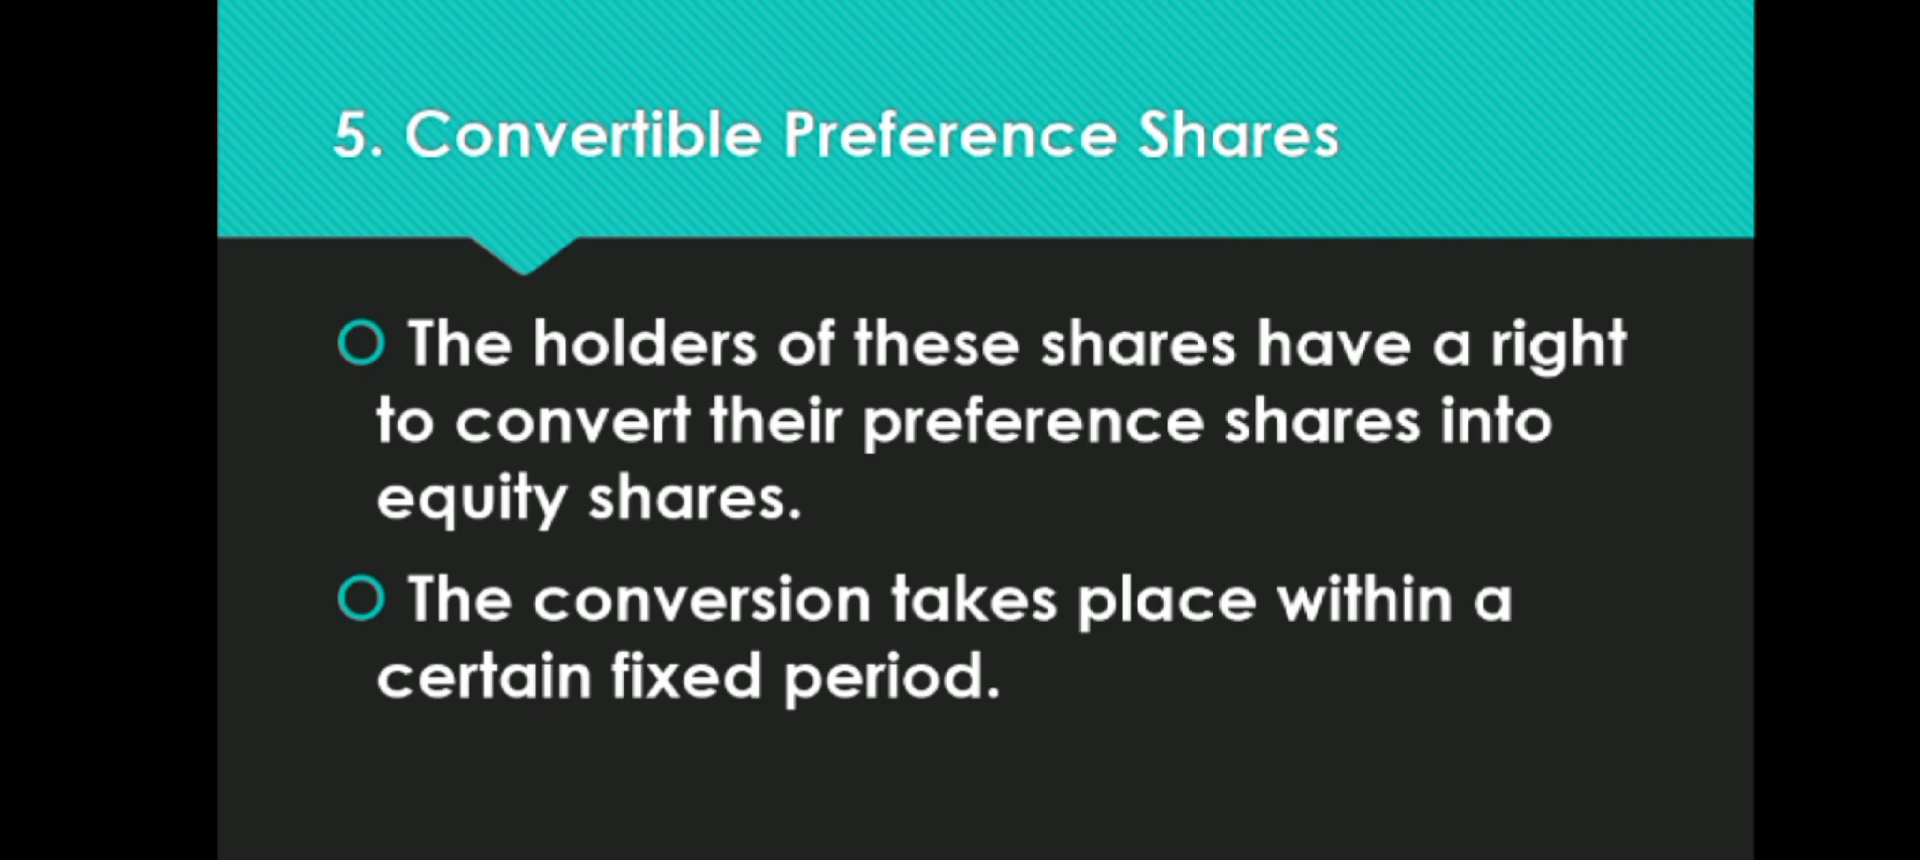 5. Convertible Preference Shares
The holders of these shares have a right
to convert their preference shares into
equity shares.
The conversion takes place within a
certain fixed period.